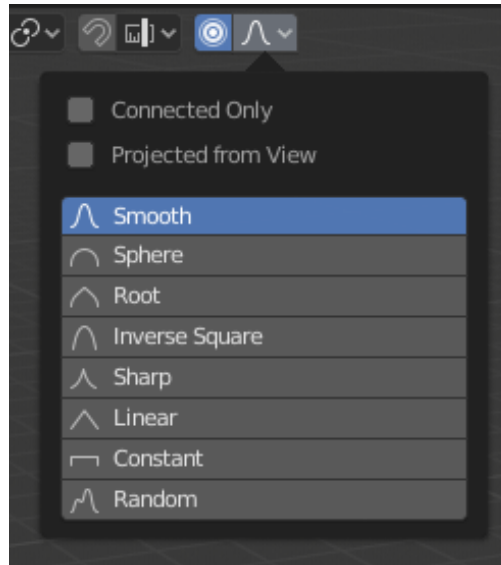 Connected Only
Projected from View
Smooth
Sphere
Root
Inverse Square
Sharp
Linear
Constant
Random